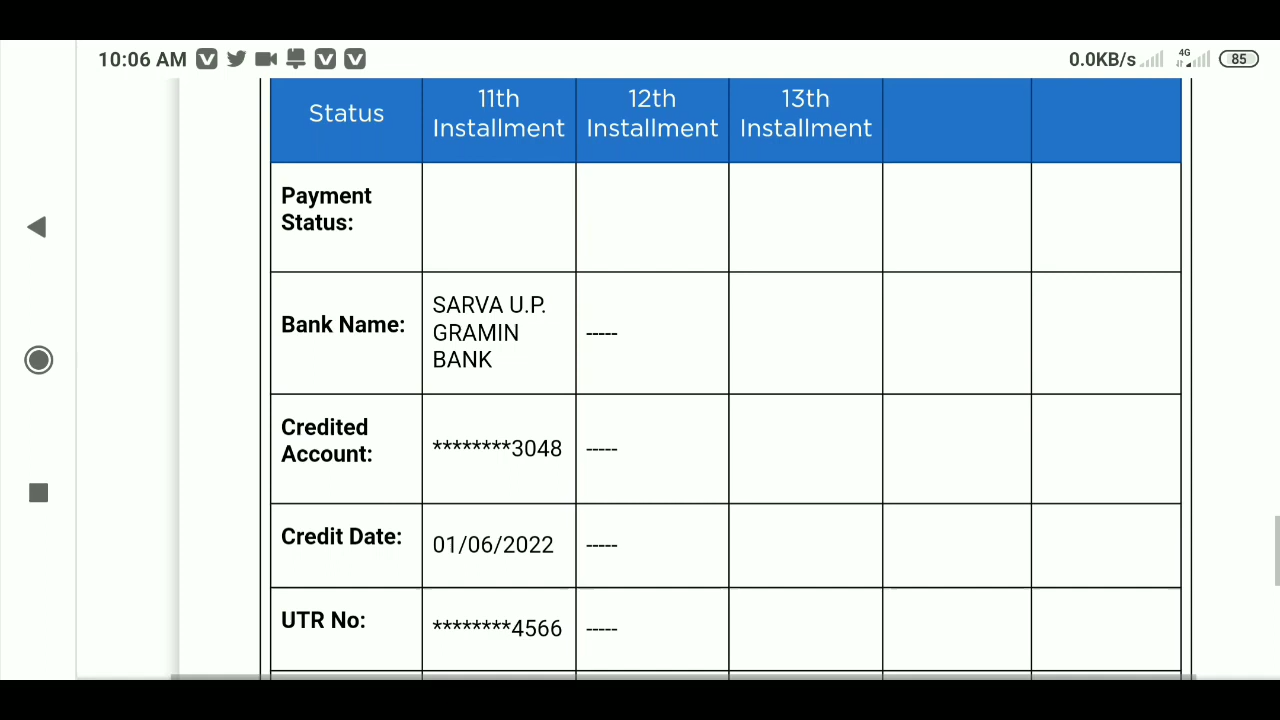 10:06 AM
0.0KB/s 4G 85
Status 11th Installment 12th Installment 13th Installment
Payment Status:
Bank Name: SARVA U.P. GRAMIN BANK -----
Credited Account: ********3048 -----
Credit Date: 01/06/2022 -----
UTR No: ********4566 -----